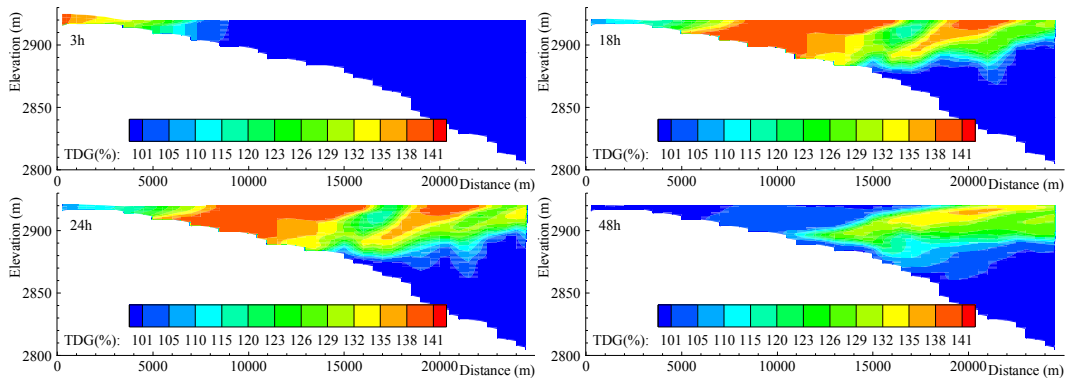 Elevation (m)
2900
2850
2800
3h
TDG(%): 101 105 110 115 120 123 126 129 132 135 138 141
0 5000 10000 15000 20000 Distance (m)
Elevation (m)
2900
2850
2800
18h
TDG(%): 101 105 110 115 120 123 126 129 132 135 138 141
0 5000 10000 15000 20000 Distance (m)
Elevation (m)
2900
2850
2800
24h
TDG(%): 101 105 110 115 120 123 126 129 132 135 138 141
0 5000 10000 15000 20000 Distance (m)
Elevation (m)
2900
2850
2800
48h
TDG(%): 101 105 110 115 120 123 126 129 132 135 138 141
0 5000 10000 15000 20000 Distance (m)